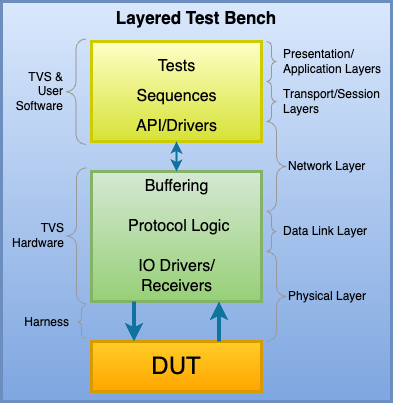 Layered Test Bench
TVS &
User
Software
Tests
Sequences
API/Drivers
Presentation/
Application Layers
Transport/Session
Layers
Network Layer
TVS
Hardware
Buffering
Protocol Logic
IO Drivers/
Receivers
Data Link Layer
Physical Layer
Harness
DUT